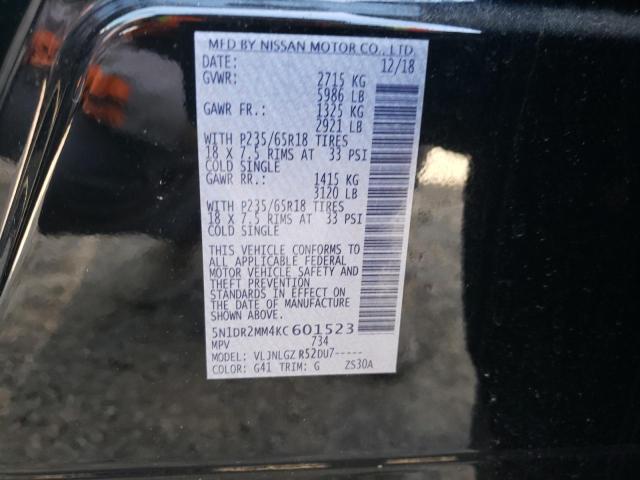 MFD BY NISSAN MOTOR CO., LTD.
DATE: 12/18
GVWR: 2715 KG
5986 LB
GAWR FR.: 1325 KG
2921 LB
WITH P235/65R18 TIRES
18 X 7.5 RIMS AT 33 PSI
COLD SINGLE
GAWR RR.: 1415 KG
3120 LB
WITH P235/65R18 TIRES
18 X 7.5 RIMS AT 33 PSI
COLD SINGLE
THIS VEHICLE CONFORMS TO
ALL APPLICABLE FEDERAL
MOTOR VEHICLE SAFETY AND
THEFT PREVENTION
STANDARDS IN EFFECT ON
THE DATE OF MANUFACTURE
SHOWN ABOVE.
5N1DR2MM4KC601523
MPV 734
MODEL: VLJNLGZ R52DU7-----
COLOR: G41 TRIM: G ZS30A